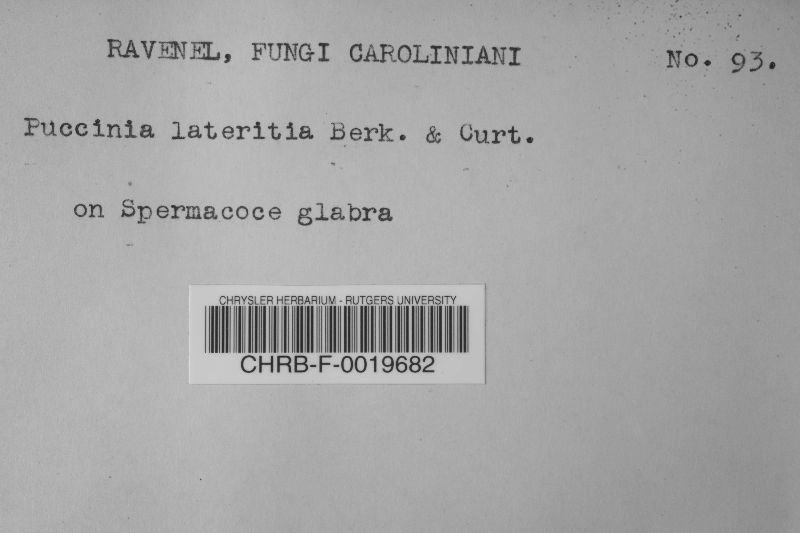 RAVENEL, FUNGI CAROLINIANI No. 93.
Puccinia lateritia Berk. & Curt.
on Spermacoce glabra
CHRYSLER HERBARIUM - RUTGERS UNIVERSITY
CHRB-F-0019682